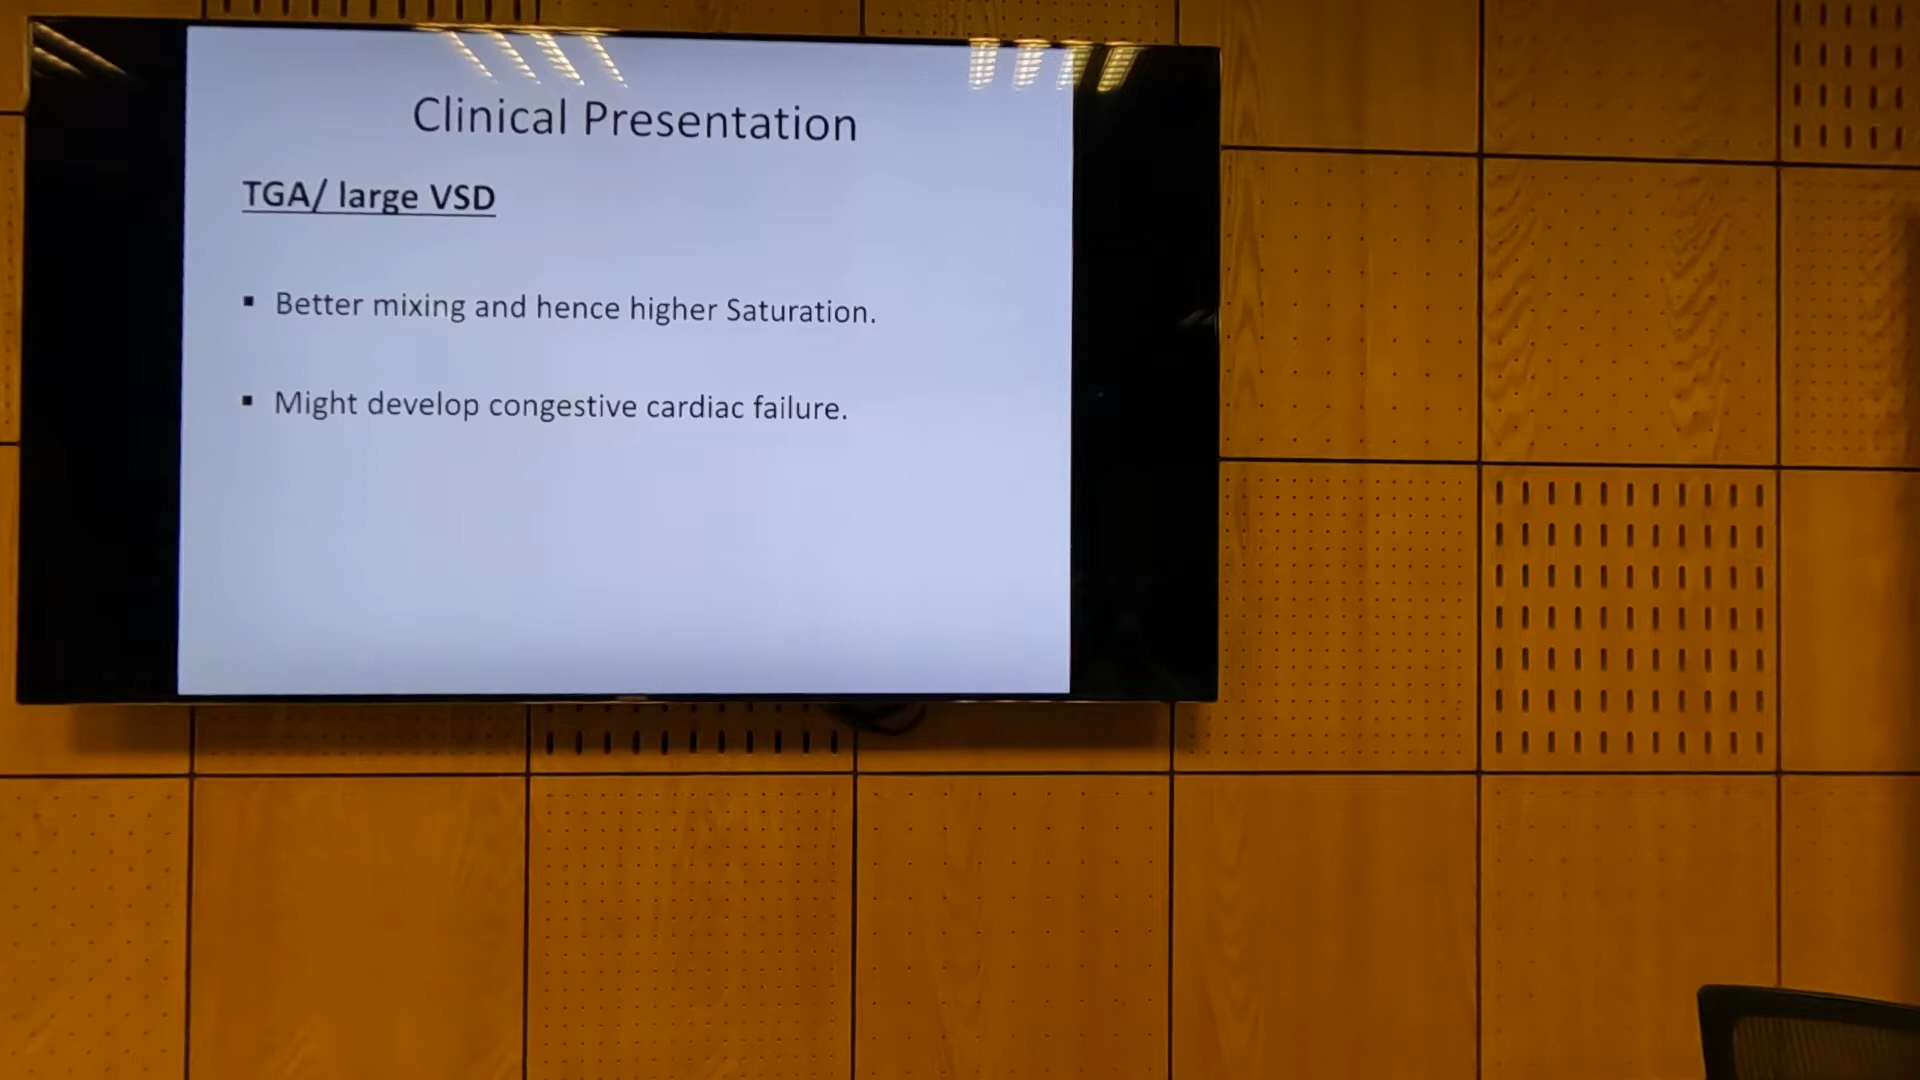 Clinical Presentation
TGA/ large VSD
▪ Better mixing and hence higher Saturation.
▪ Might develop congestive cardiac failure.